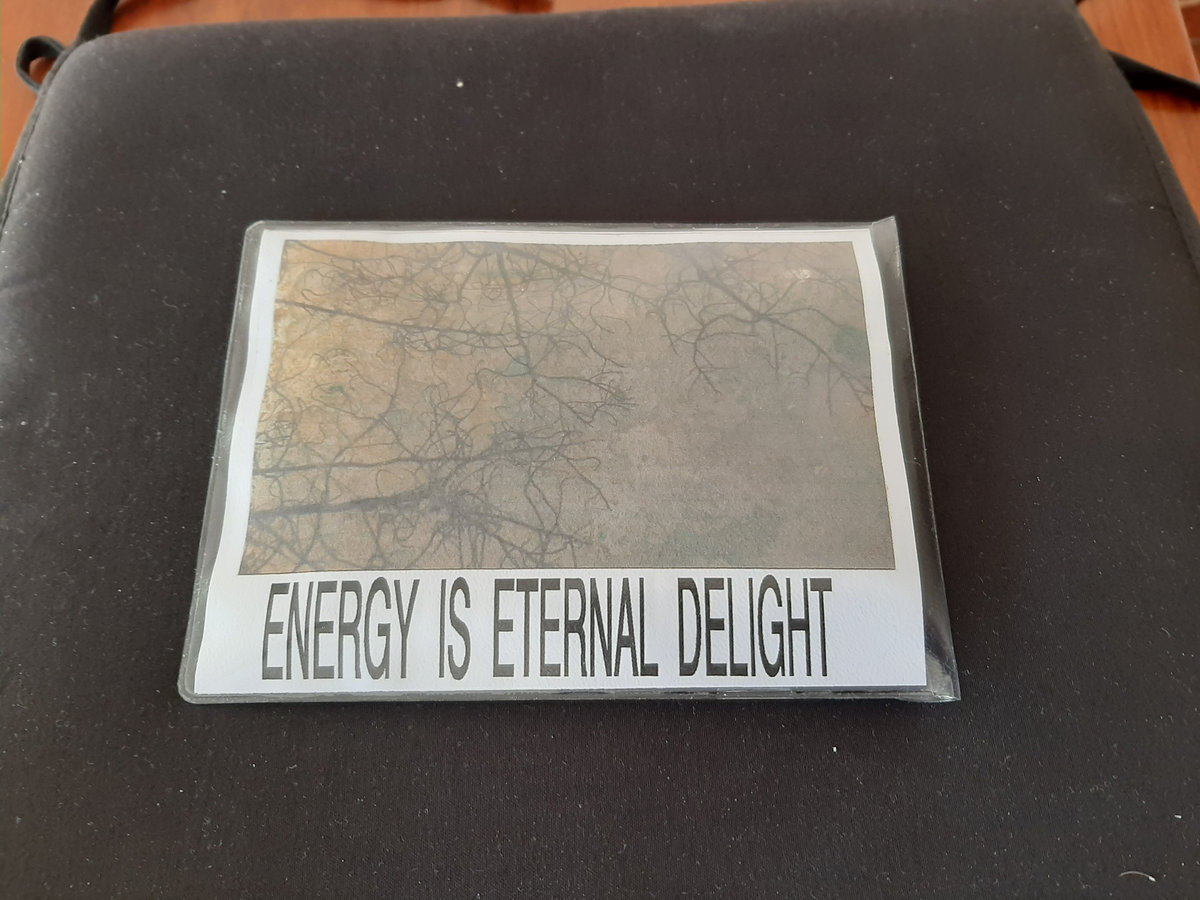 ENERGY IS ETERNAL DELIGHT